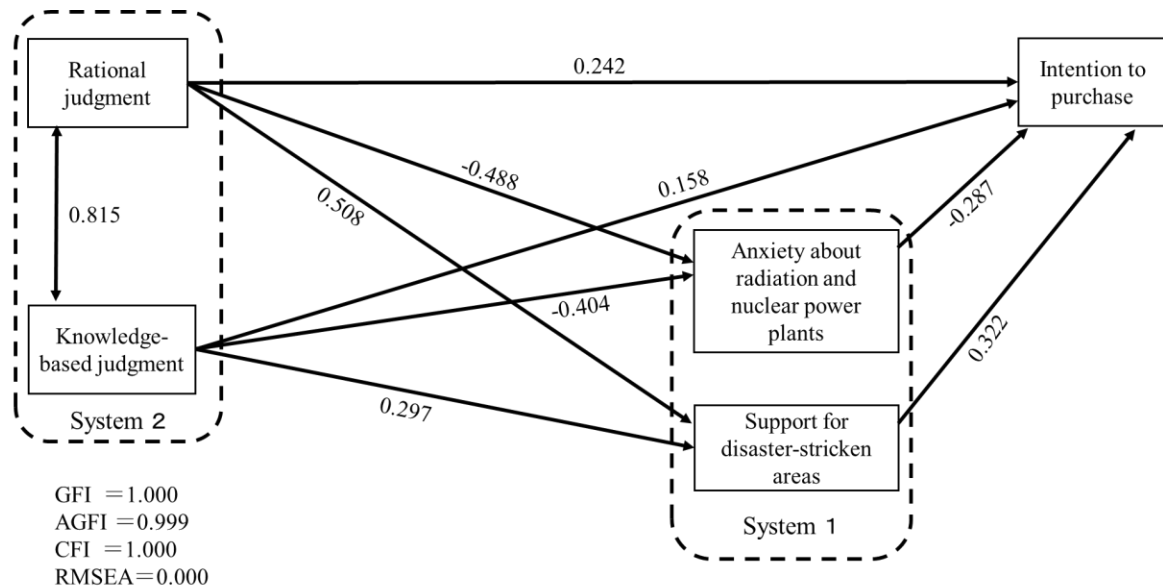 Rational
judgment
0.242
Intention to
purchase
-0.488
0.158
0.508
-0.287
0.815
Anxiety about
radiation and
nuclear power
plants
-0.404
Knowledge-
based judgment
0.322
0.297
System 2
Support for
disaster-stricken
areas
System 1
GFI =1.000
AGFI=0.999
CFI =1.000
RMSEA=0.000